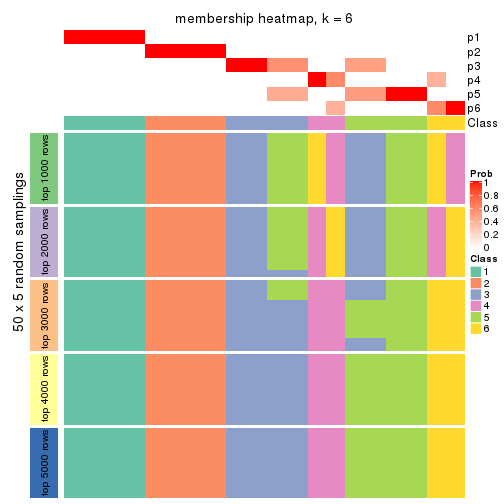 membership heatmap, k = 6
p1
p2
p3
p4
p5
p6
Class
50 x 5 random samplings
top 1000 rows
top 2000 rows
top 3000 rows
top 4000 rows
top 5000 rows
Prob
1
0.8
0.6
0.4
0.2
0
Class
1
2
3
4
5
6